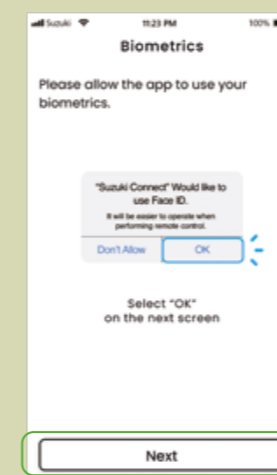 Suzuki 11:23 PM 100%
Biometrics
Please allow the app to use your
biometrics.
"Suzuki Connect" Would like to
use Face ID.
It will be easier to operate when
performing remote control.
Don't Allow OK
Select "OK"
on the next screen
Next